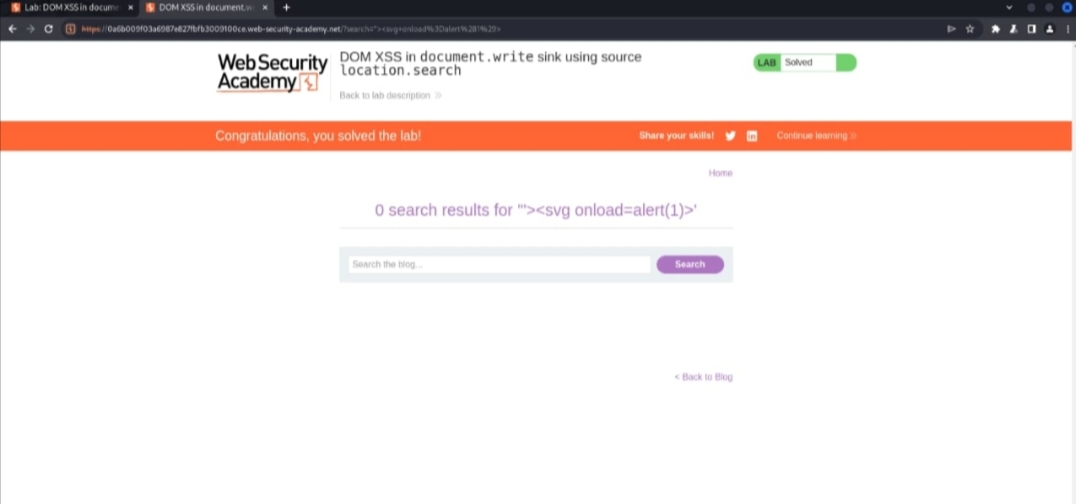 Lab: DOM XSS in docume
DOM XSS in document.w
https://0a6b009f03a6987e827fbfb3009100ce.web-security-academy.net/?search="><svg+onload%3Dalert%281%29>
WebSecurity
Academy
DOM XSS in document.write sink using source
location.search
LAB Solved
Back to lab description »
Congratulations, you solved the lab!
Share your skills!
Continue learning »
Home
0 search results for '"><svg onload=alert(1)>'
Search the blog...
Search
< Back to Blog